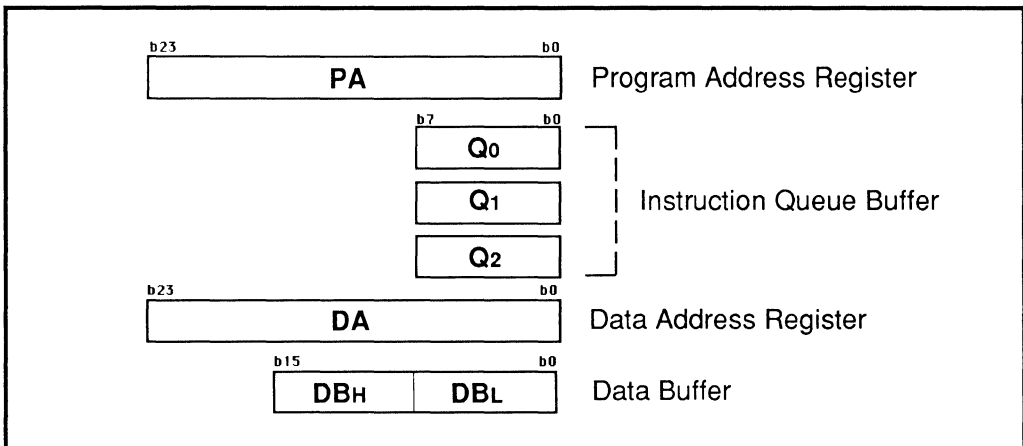 b23 b0
PA Program Address Register
b7 b0
Q0
Q1 Instruction Queue Buffer
Q2
b23 b0
DA Data Address Register
b15 b0
DBH DBL Data Buffer